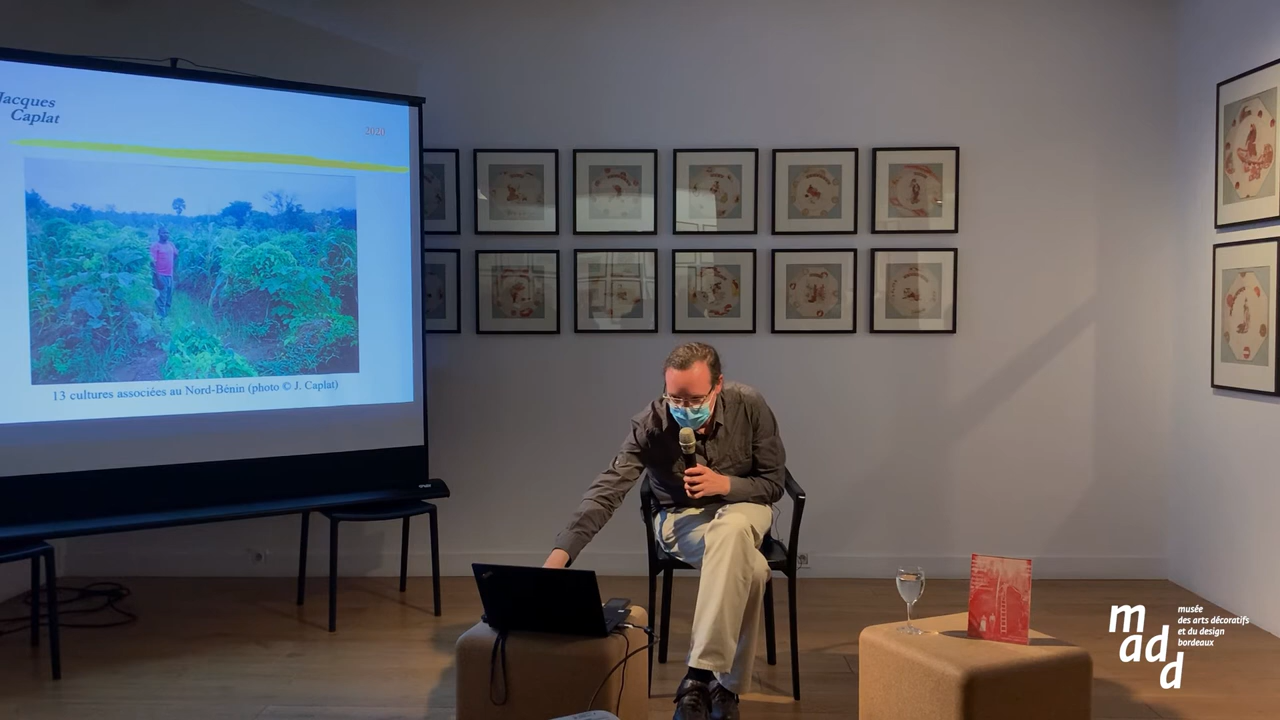 Jacques
Caplat
2020
13 cultures associées au Nord-Bénin (photo © J. Caplat)
madd
musée
des arts décoratifs
et du design
bordeaux